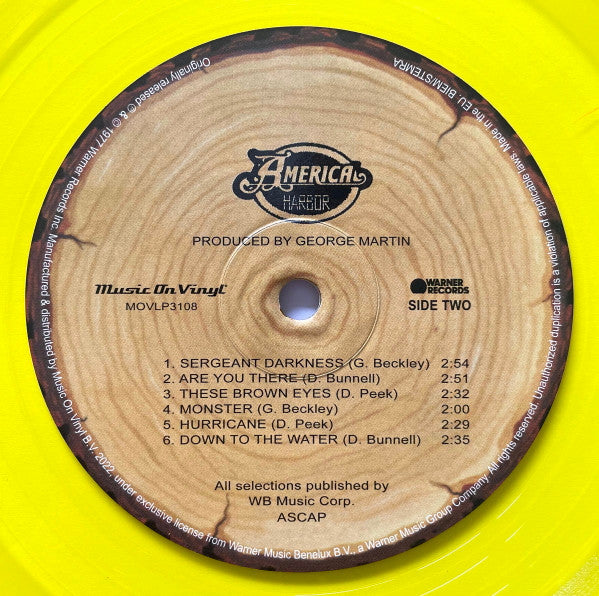 AMERICA
HARBOR
PRODUCED BY GEORGE MARTIN
Music On Vinyl®
MOVLP3108
WARNER
RECORDS
SIDE TWO
1. SERGEANT DARKNESS (G. Beckley) 2:54
2. ARE YOU THERE (D. Bunnell) 2:51
3. THESE BROWN EYES (D. Peek) 2:32
4. MONSTER (G. Beckley) 2:00
5. HURRICANE (D. Peek) 2:29
6. DOWN TO THE WATER (D. Bunnell) 2:35
All selections published by
WB Music Corp.
ASCAP
Originally released ℗ & © 1977 Warner Records Inc. Manufactured & distributed by Music On Vinyl B.V. 2022, under exclusive license from Warner Music Benelux B.V., a Warner Music Group Company. All rights reserved. Unauthorized duplication is a violation of applicable laws. Made in the EU. BIEM/STEMRA